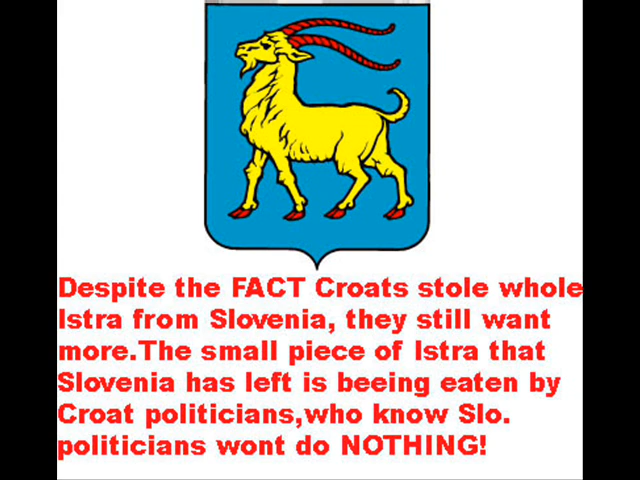 Despite the FACT Croats stole whole
Istra from Slovenia, they still want
more.The small piece of Istra that
Slovenia has left is beeing eaten by
Croat politicians,who know Slo.
politicians wont do NOTHING!